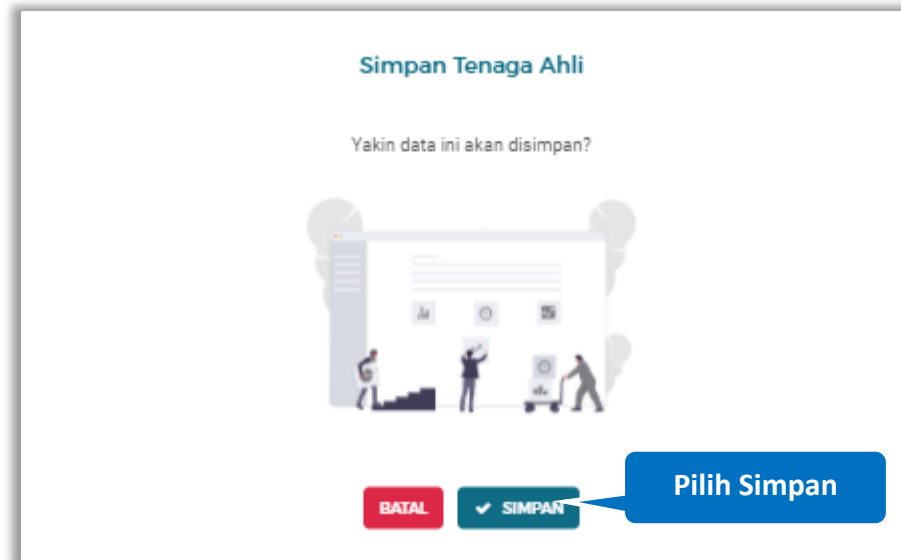 Simpan Tenaga Ahli
Yakin data ini akan disimpan?
BATAL
SIMPAN
Pilih Simpan